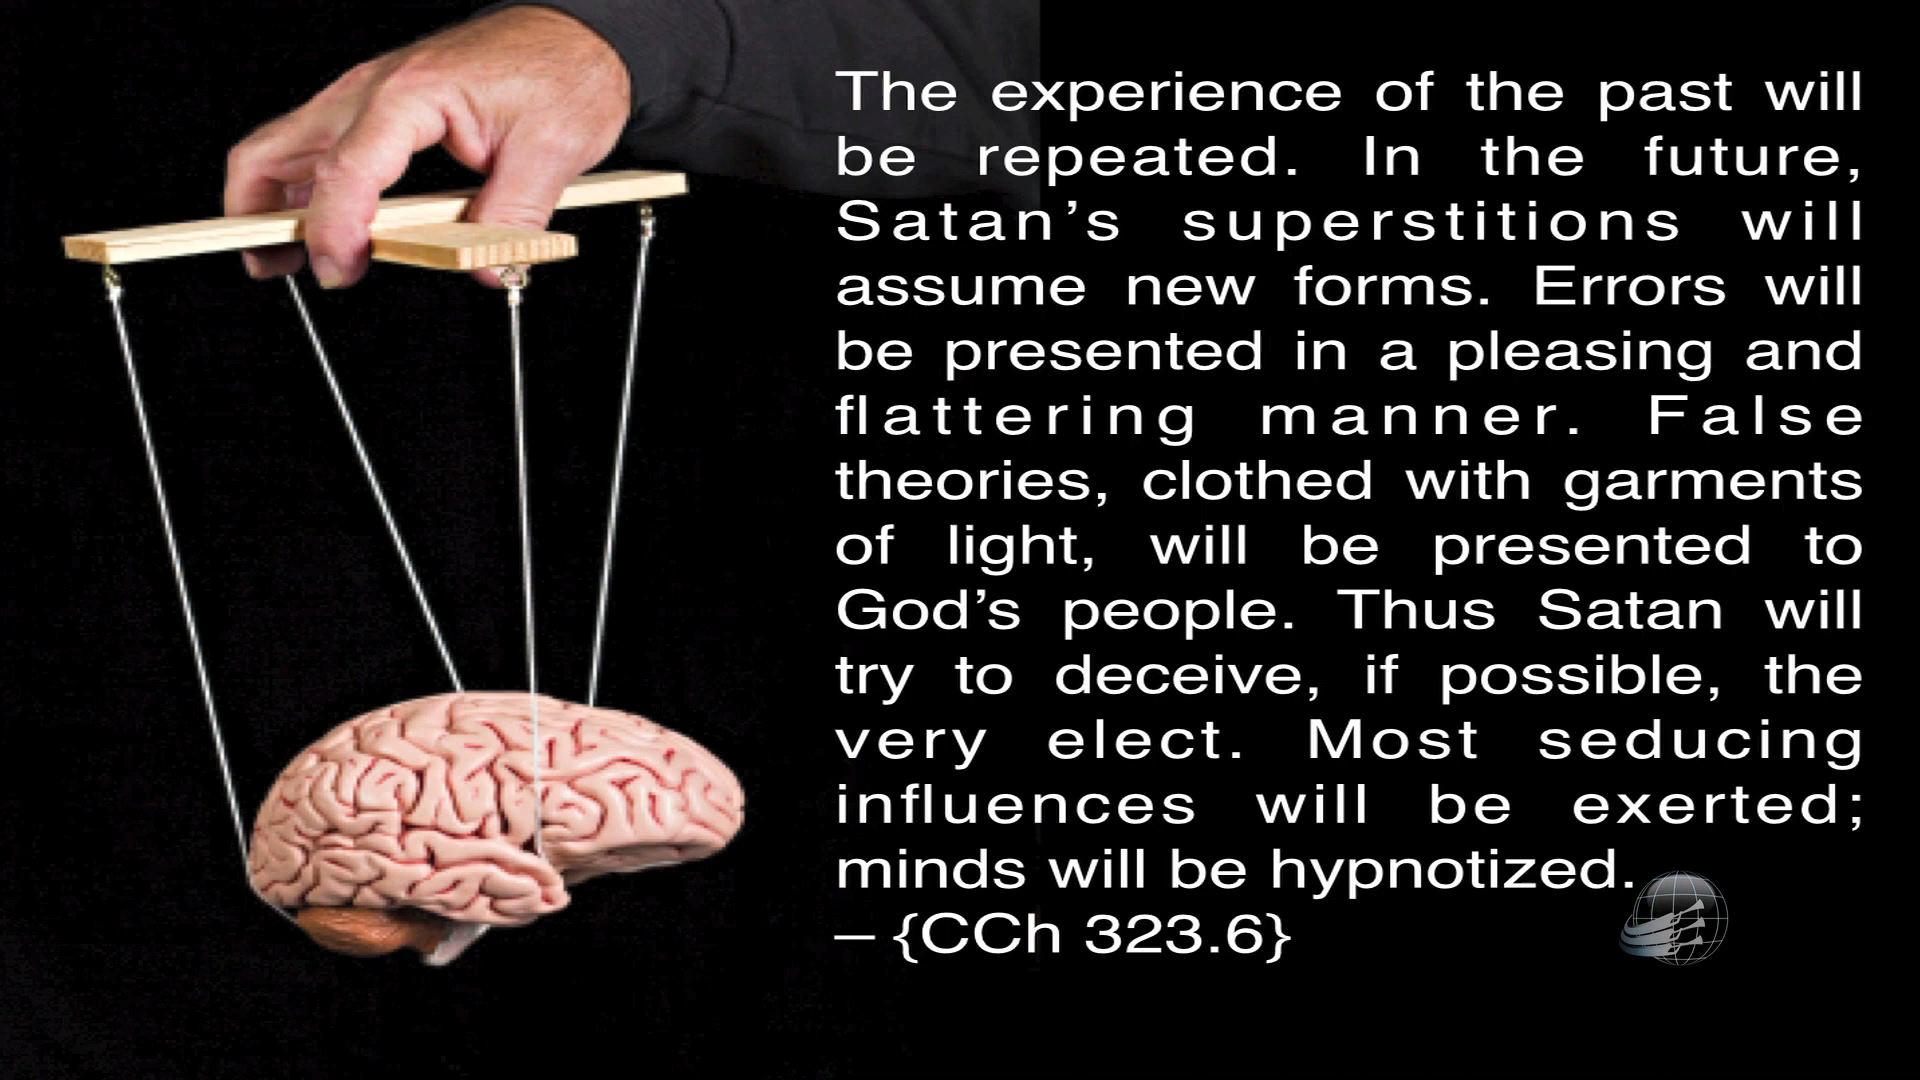 The experience of the past will
be repeated. In the future,
Satan’s superstitions will
assume new forms. Errors will
be presented in a pleasing and
flattering manner. False
theories, clothed with garments
of light, will be presented to
God’s people. Thus Satan will
try to deceive, if possible, the
very elect. Most seducing
influences will be exerted;
minds will be hypnotized.
– {CCh 323.6}